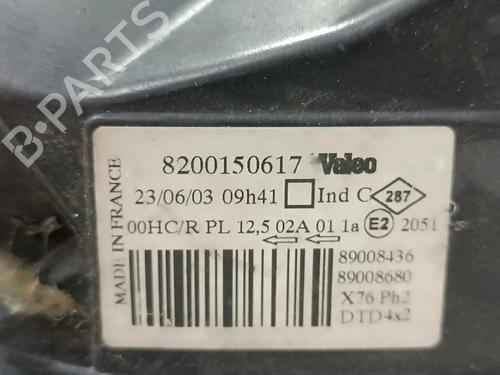 B-PARTS
MADE IN FRANCE
8200150617 Valeo
23/06/03 09h41 Ind C 287
00HC/R PL 12,5 02A 01 1a E2 2051
89008436
89008680
X76 Ph2
DTD4x2